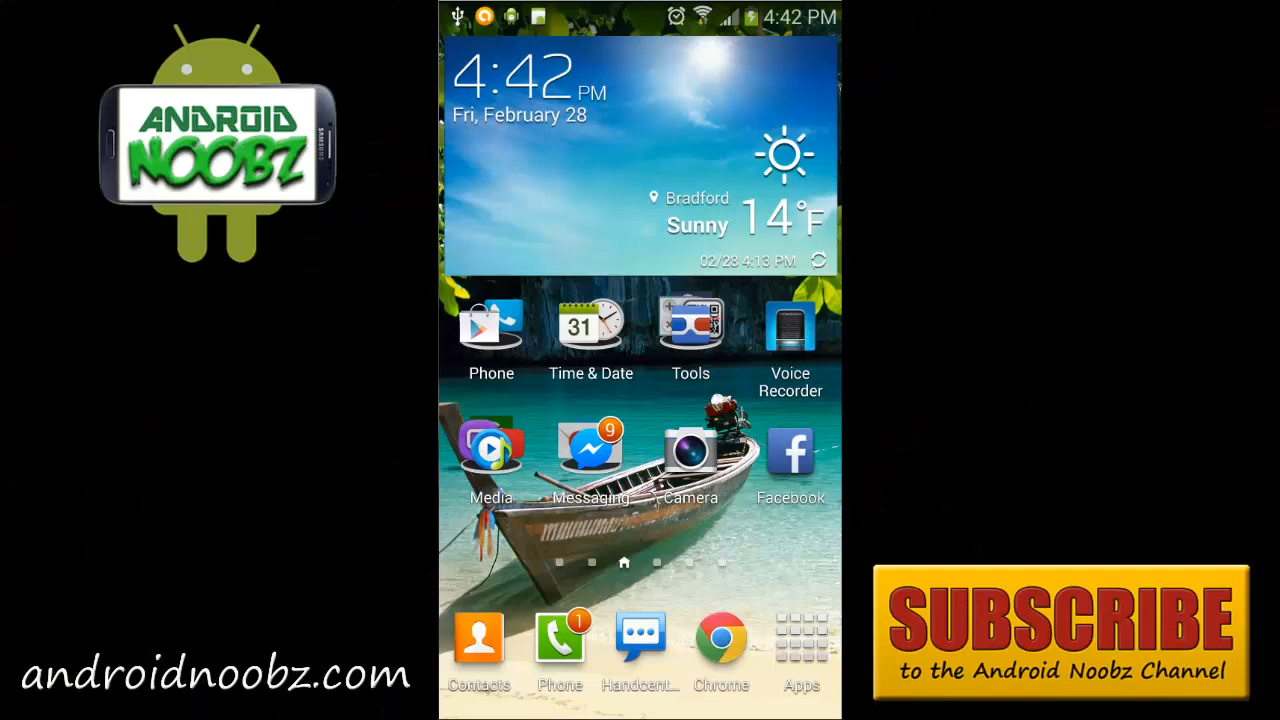 4:42 PM
ANDROID
NOOBZ
SAMSUNG
4:42 PM
Fri, February 28
Bradford
Sunny 14°F
02/28 4:13 PM
31
Phone Time & Date Tools Voice
Recorder
9
Media Messaging Camera Facebook
1
Contacts Phone Handcent... Chrome Apps
androidnoobz.com
SUBSCRIBE
to the Android Noobz Channel